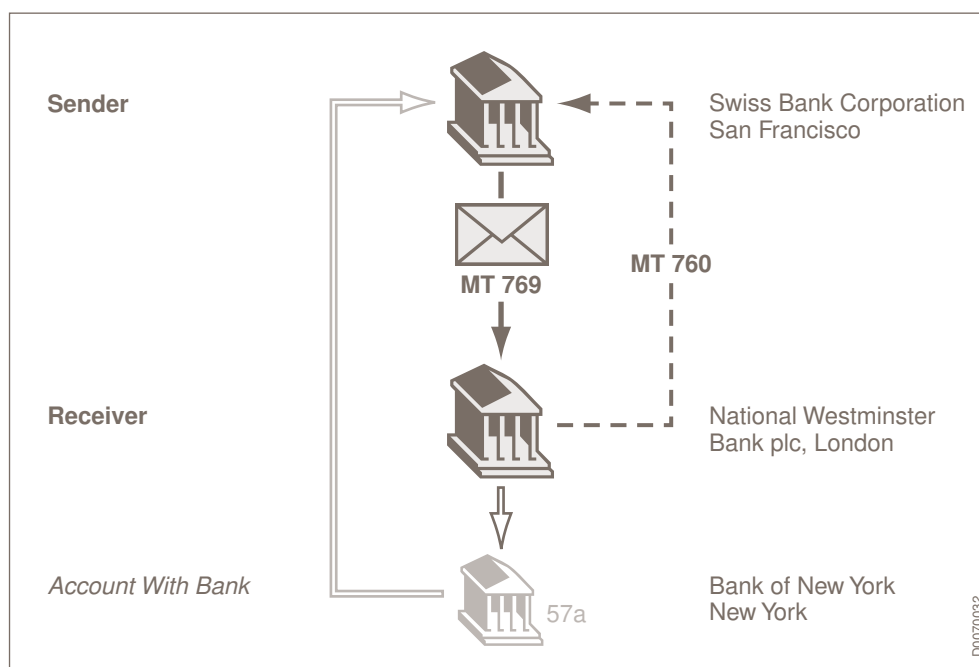 Sender
Swiss Bank Corporation
San Francisco
MT 760
MT 769
Receiver
National Westminster
Bank plc, London
Account With Bank
57a
Bank of New York
New York
D0070032